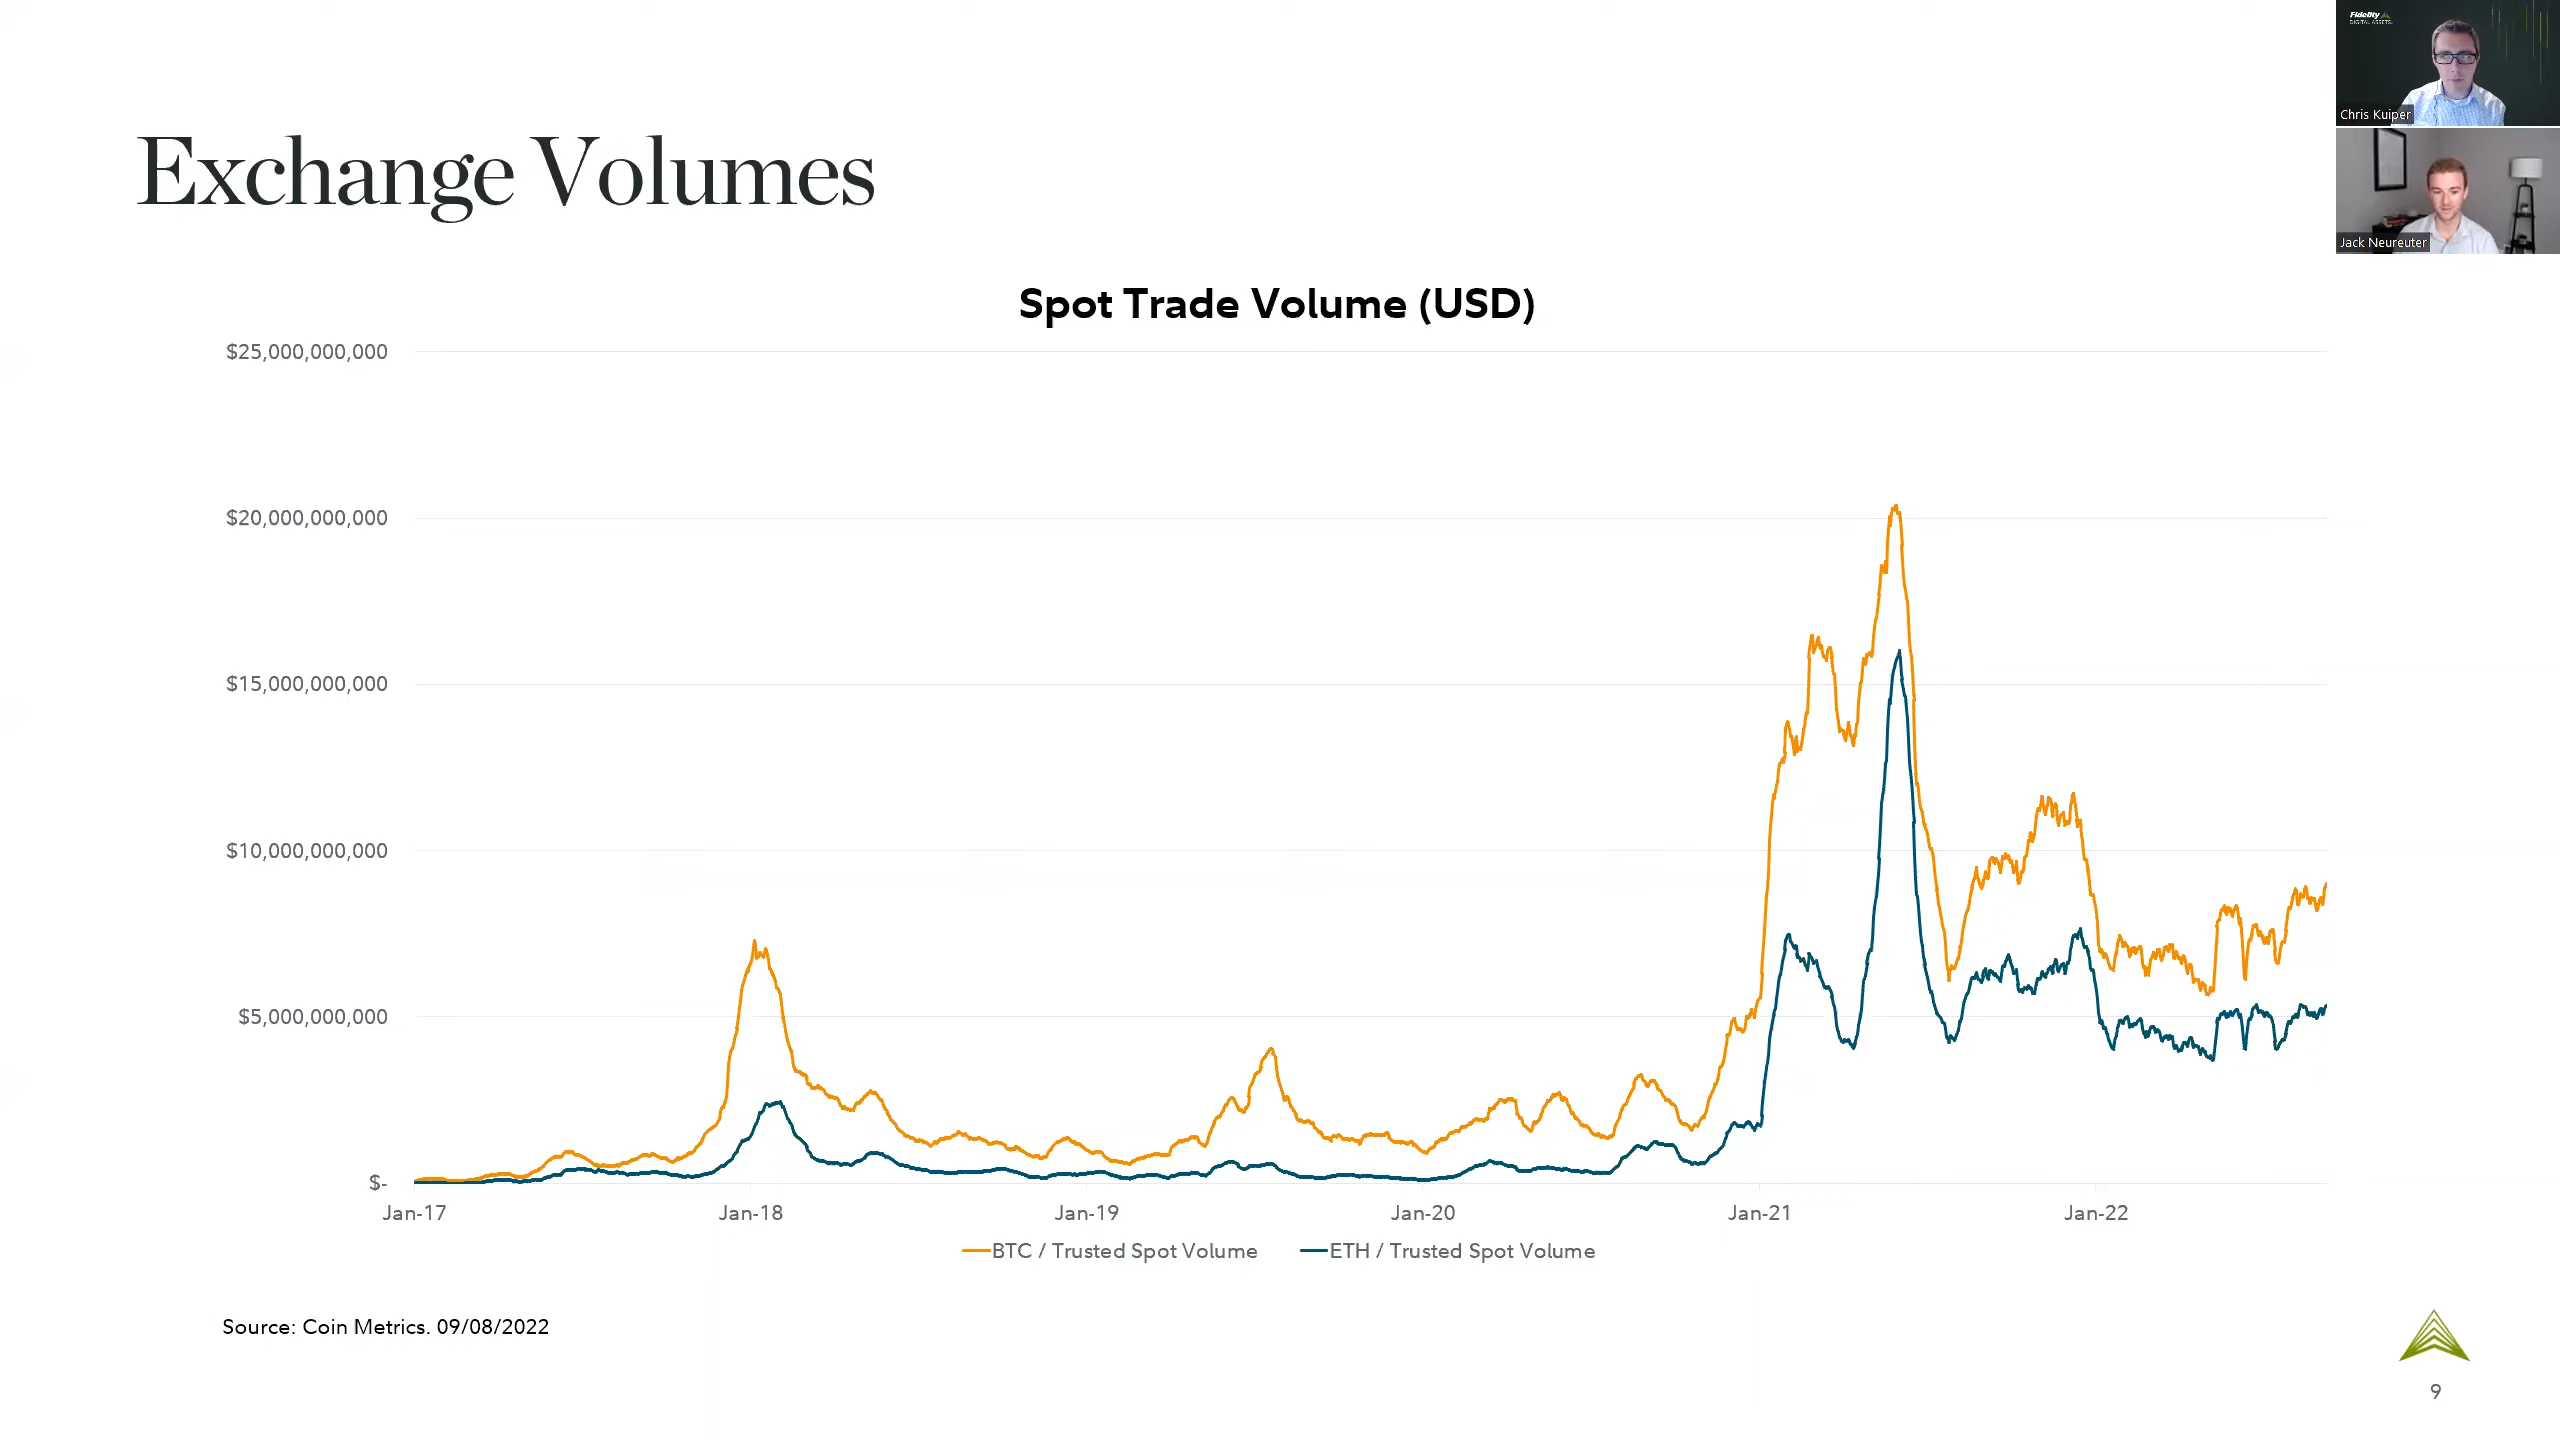 Fidelity
DIGITAL ASSETS
Chris Kuiper
Jack Neureuter
Exchange Volumes
Spot Trade Volume (USD)
$25,000,000,000
$20,000,000,000
$15,000,000,000
$10,000,000,000
$5,000,000,000
$-
Jan-17 Jan-18 Jan-19 Jan-20 Jan-21 Jan-22
BTC / Trusted Spot Volume ETH / Trusted Spot Volume
Source: Coin Metrics. 09/08/2022
9